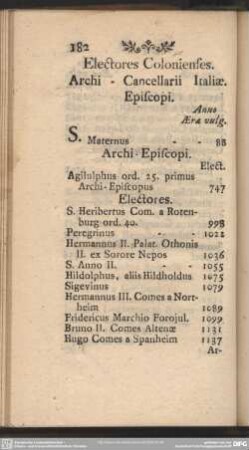 182
Electores Colonienses.
Archi - Cancellarii Italiæ.
Episcopi.
Anno
Æra vulg.
S. Maternus - - 88
Archi-Episcopi.
Elect.
Agilulphus ord. 25. primus
Archi-Episcopus 747
Electores.
S. Heribertus Com. a Roten-
burg ord. 40. 998
Peregrinus - - 1021
Hermannus II. Palat. Othonis
II. ex Sorore Nepos 1036
S. Anno II. - - 1055
Hildolphus, aliis Hildholdus 1075
Sigevinus 1079
Hermannus III. Comes a Nort-
heim 1089
Fridericus Marchio Forojul. 1099
Bruno II. Comes Altenæ 1131
Hugo Comes a Spanheim 1137
Ar-